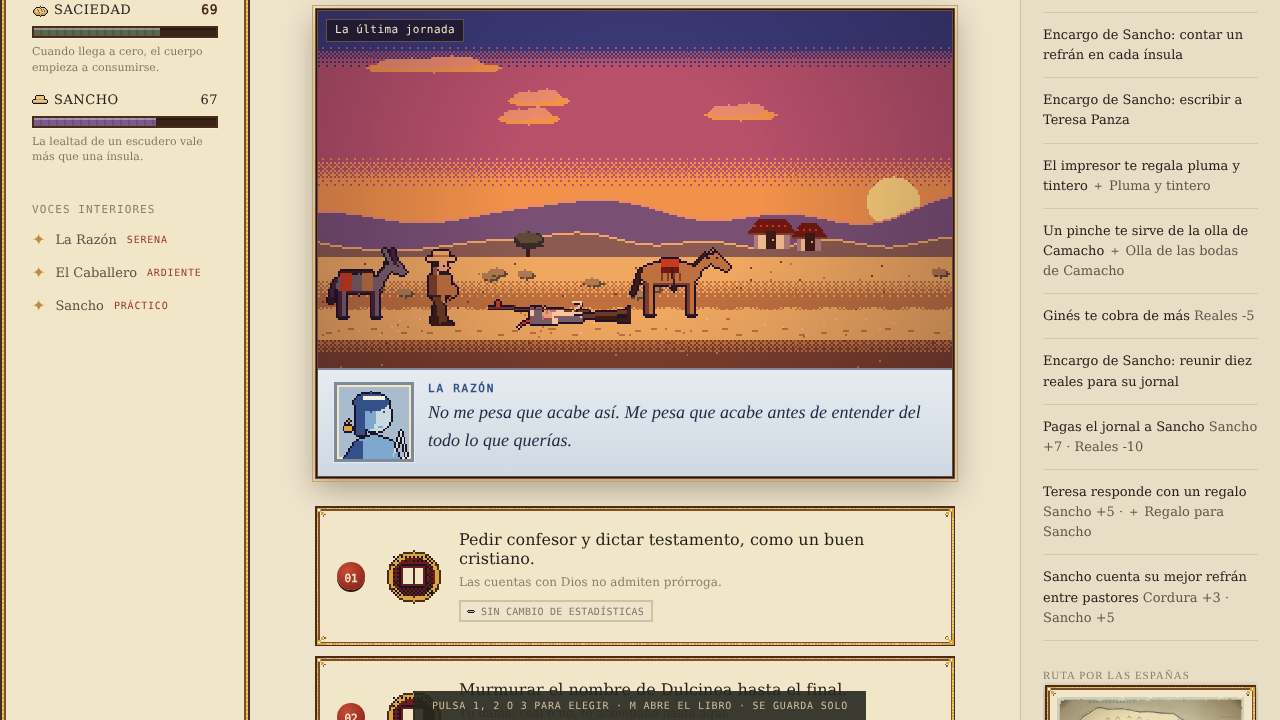 SACIEDAD 69
Cuando llega a cero, el cuerpo
empieza a consumirse.
SANCHO 67
La lealtad de un escudero vale
más que una ínsula.
VOCES INTERIORES
La Razón SERENA
El Caballero ARDIENTE
Sancho PRÁCTICO
La última jornada
LA RAZÓN
No me pesa que acabe así. Me pesa que acabe antes de entender del
todo lo que querías.
01
Pedir confesor y dictar testamento, como un buen
cristiano.
Las cuentas con Dios no admiten prórroga.
SIN CAMBIO DE ESTADÍSTICAS
02
Murmurar el nombre de Dulcinea hasta el final.
PULSA 1, 2 O 3 PARA ELEGIR · M ABRE EL LIBRO · SE GUARDA SOLO
Encargo de Sancho: contar un
refrán en cada ínsula
Encargo de Sancho: escribir a
Teresa Panza
El impresor te regala pluma y
tintero + Pluma y tintero
Un pinche te sirve de la olla de
Camacho + Olla de las bodas
de Camacho
Ginés te cobra de más Reales -5
Encargo de Sancho: reunir diez
reales para su jornal
Pagas el jornal a Sancho Sancho
+7 · Reales -10
Teresa responde con un regalo
Sancho +5 · + Regalo para
Sancho
Sancho cuenta su mejor refrán
entre pastores Cordura +3 ·
Sancho +5
RUTA POR LAS ESPAÑAS